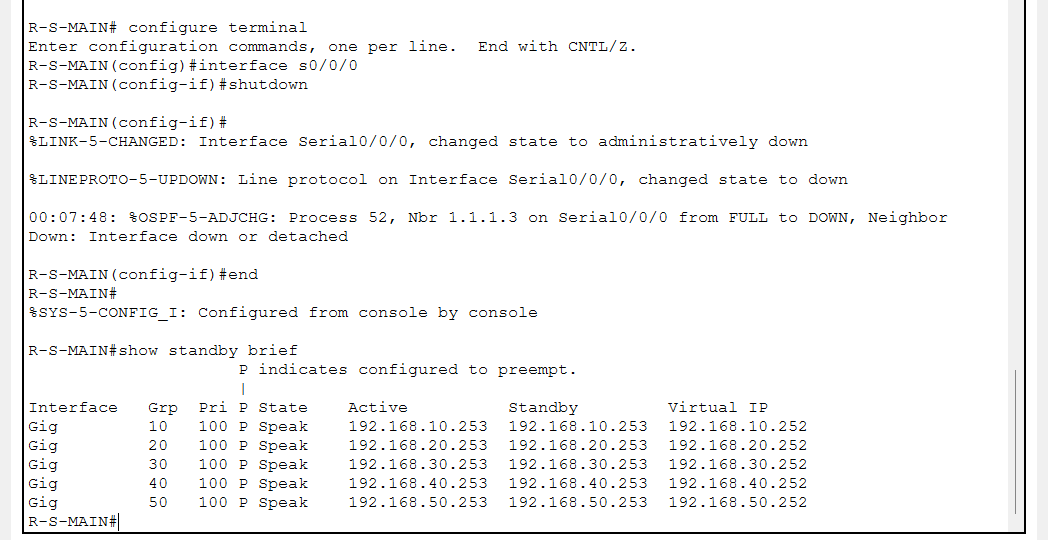 R-S-MAIN# configure terminal
Enter configuration commands, one per line.  End with CNTL/Z.
R-S-MAIN(config)#interface s0/0/0
R-S-MAIN(config-if)#shutdown
R-S-MAIN(config-if)#
%LINK-5-CHANGED: Interface Serial0/0/0, changed state to administratively down
%LINEPROTO-5-UPDOWN: Line protocol on Interface Serial0/0/0, changed state to down
00:07:48: %OSPF-5-ADJCHG: Process 52, Nbr 1.1.1.3 on Serial0/0/0 from FULL to DOWN, Neighbor
Down: Interface down or detached
R-S-MAIN(config-if)#end
R-S-MAIN#
%SYS-5-CONFIG_I: Configured from console by console
R-S-MAIN#show standby brief
                     P indicates configured to preempt.
                     |
Interface   Grp  Pri P State    Active          Standby         Virtual IP
Gig         10   100 P Speak    192.168.10.253  192.168.10.253  192.168.10.252
Gig         20   100 P Speak    192.168.20.253  192.168.20.253  192.168.20.252
Gig         30   100 P Speak    192.168.30.253  192.168.30.253  192.168.30.252
Gig         40   100 P Speak    192.168.40.253  192.168.40.253  192.168.40.252
Gig         50   100 P Speak    192.168.50.253  192.168.50.253  192.168.50.252
R-S-MAIN#